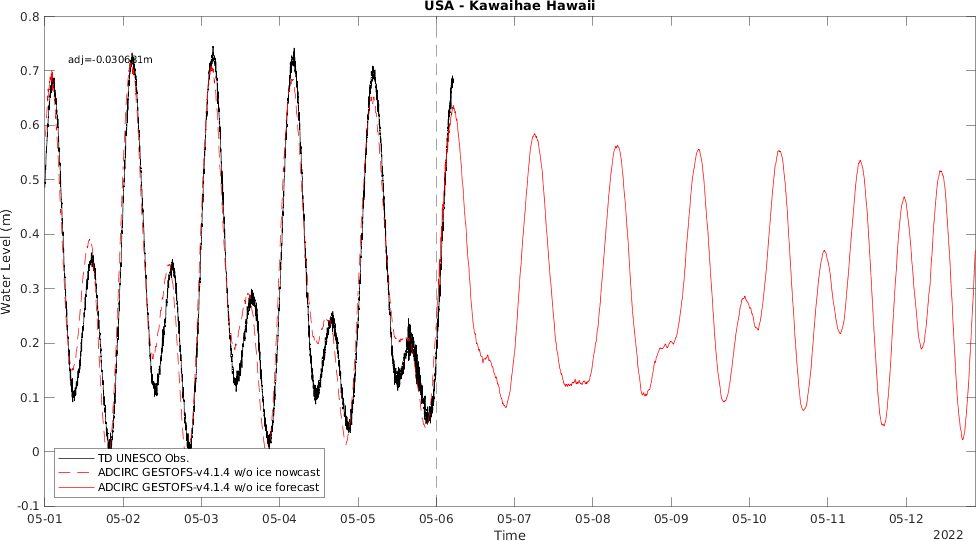 USA - Kawaihae Hawaii
0.8
0.7
0.6
0.5
0.4
0.3
0.2
0.1
0
-0.1
Water Level (m)
adj=-0.030681m
TD UNESCO Obs.
ADCIRC GESTOFS-v4.1.4 w/o ice nowcast
ADCIRC GESTOFS-v4.1.4 w/o ice forecast
05-01 05-02 05-03 05-04 05-05 05-06 05-07 05-08 05-09 05-10 05-11 05-12
Time
2022